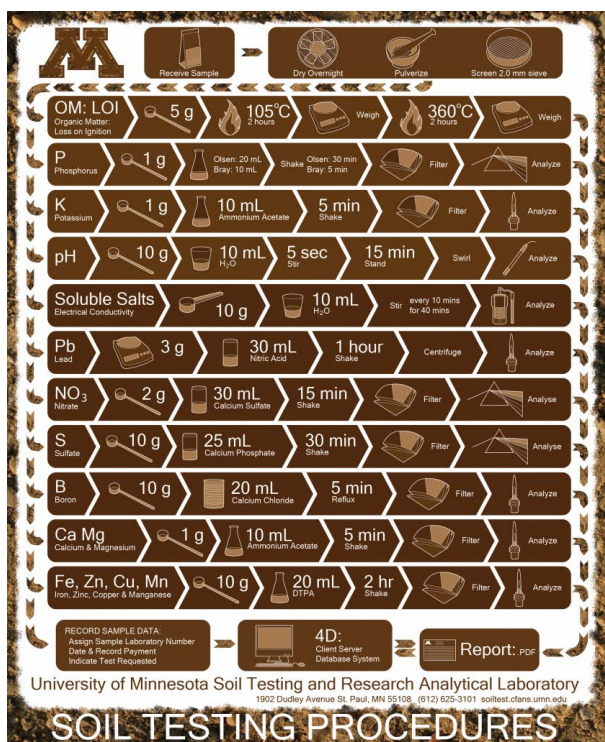 M
Receive Sample
Dry Overnight
Pulverize
Screen 2.0 mm sieve
OM: LOI
Organic Matter:
Loss on Ignition
5 g
105°C
2 hours
Weigh
360°C
2 hours
Weigh
P
Phosphorus
1 g
Olsen: 20 mL
Bray: 10 mL
Shake
Olsen: 30 min
Bray: 5 min
Filter
Analyze
K
Potassium
1 g
10 mL
Ammonium Acetate
5 min
Shake
Filter
Analyze
pH
10 g
10 mL
H₂O
5 sec
Stir
15 min
Stand
Swirl
Analyze
Soluble Salts
Electrical Conductivity
10 g
10 mL
H₂O
Stir
every 10 mins
for 40 mins
Analyze
Pb
Lead
3 g
30 mL
Nitric Acid
1 hour
Shake
Centrifuge
Analyze
NO₃
Nitrate
2 g
30 mL
Calcium Sulfate
15 min
Shake
Filter
Analyse
S
Sulfate
10 g
25 mL
Calcium Phosphate
30 min
Shake
Filter
Analyse
B
Boron
10 g
20 mL
Calcium Chloride
5 min
Reflux
Filter
Analyze
Ca Mg
Calcium & Magnesium
1 g
10 mL
Ammonium Acetate
5 min
Shake
Filter
Analyze
Fe, Zn, Cu, Mn
Iron, Zinc, Copper & Manganese
10 g
20 mL
DTPA
2 hr
Shake
Filter
Analyze
RECORD SAMPLE DATA:
Assign Sample Laboratory Number
Date & Record Payment
Indicate Test Requested
4D:
Client Server
Database System
Report: .PDF
University of Minnesota Soil Testing and Research Analytical Laboratory
1902 Dudley Avenue St. Paul, MN 55108 (612) 625-3101 soiltest.cfans.umn.edu
SOIL TESTING PROCEDURES